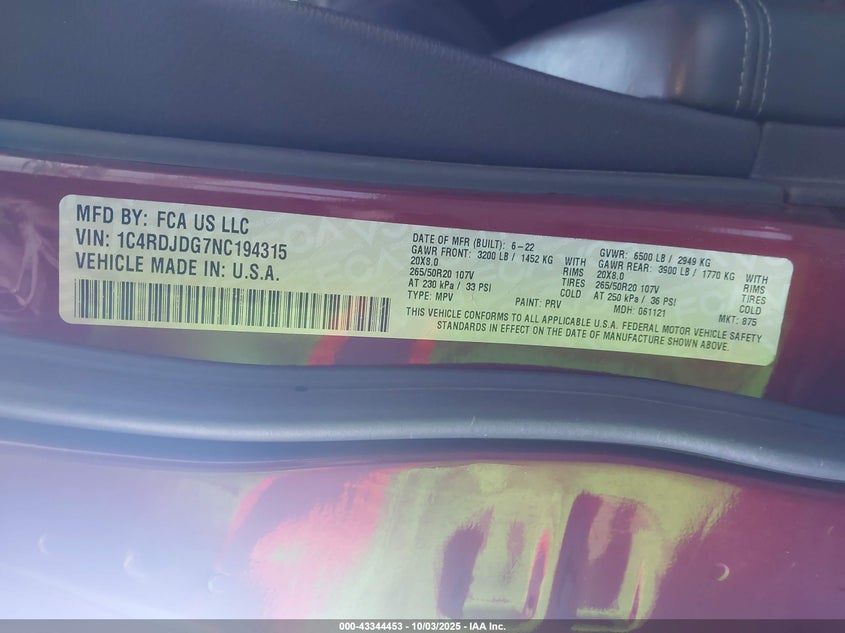 MFD BY: FCA US LLC
VIN: 1C4RDJDG7NC194315
VEHICLE MADE IN: U.S.A.
DATE OF MFR (BUILT): 6-22 GVWR: 6500 LB / 2949 KG
GAWR FRONT: 3200 LB / 1452 KG WITH GAWR REAR: 3900 LB / 1770 KG WITH
20X8.0 RIMS 20X8.0 RIMS
265/50R20 107V TIRES 265/50R20 107V TIRES
AT 230 kPa / 33 PSI COLD AT 250 kPa / 36 PSI COLD
TYPE: MPV PAINT: PRV MDH: 061121 MKT: 875
THIS VEHICLE CONFORMS TO ALL APPLICABLE U.S.A. FEDERAL MOTOR VEHICLE SAFETY
STANDARDS IN EFFECT ON THE DATE OF MANUFACTURE SHOWN ABOVE.
000-43344453 - 10/03/2025 - IAA Inc.